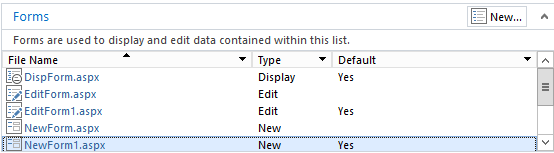 Forms
New...
Forms are used to display and edit data contained within this list.
File Name Type Default
DispForm.aspx Display Yes
EditForm.aspx Edit
EditForm1.aspx Edit Yes
NewForm.aspx New
NewForm1.aspx New Yes